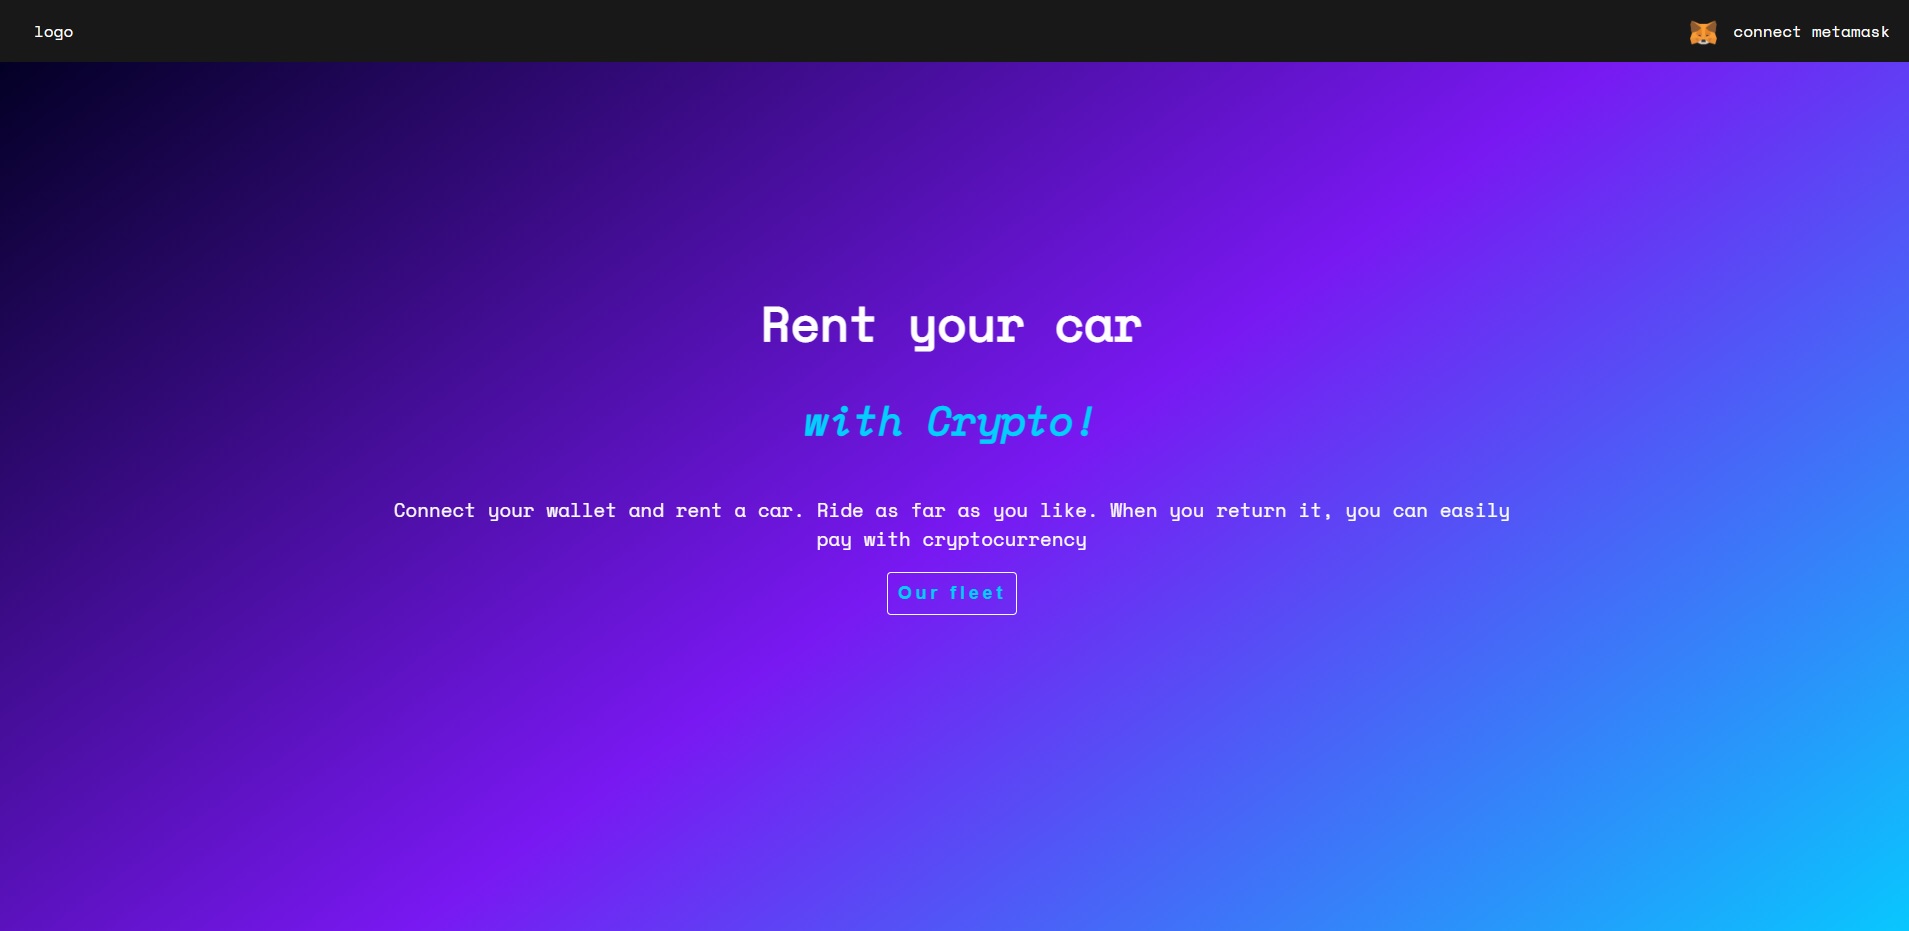 logo
connect metamask
Rent your car
with Crypto!
Connect your wallet and rent a car. Ride as far as you like. When you return it, you can easily
pay with cryptocurrency
Our fleet